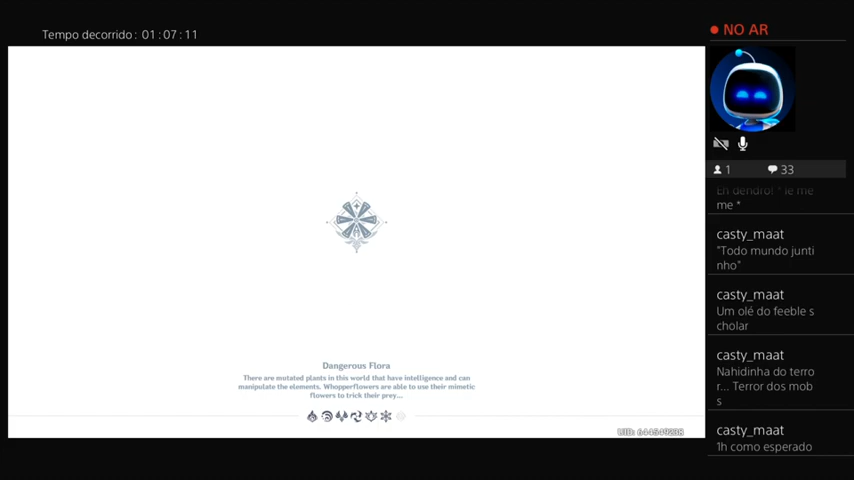 Tempo decorrido: 01:07:11
NO AR
1
33
En dendro! * le me
me *
casty_maat
"Todo mundo junti
nho"
casty_maat
Um olé do feeble s
cholar
casty_maat
Nahidinha do terro
r... Terror dos mob
s
casty_maat
1h como esperado
Dangerous Flora
There are mutated plants in this world that have intelligence and can
manipulate the elements. Whopperflowers are able to use their mimetic
flowers to trick their prey...